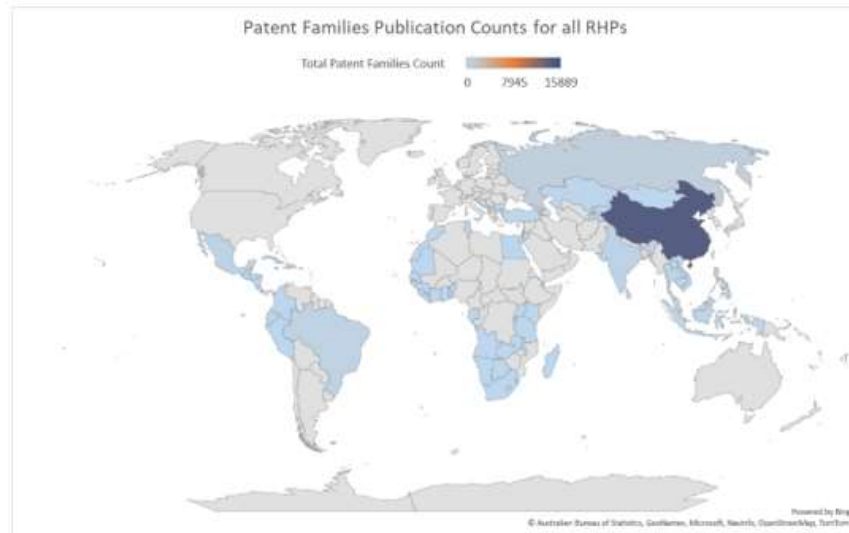 Patent Families Publication Counts for all RHPs
Total Patent Families Count
0 7945 15889
Powered by Bing
© Australian Bureau of Statistics, GeoNames, Microsoft, Navinfo, OpenStreetMap, TomTom